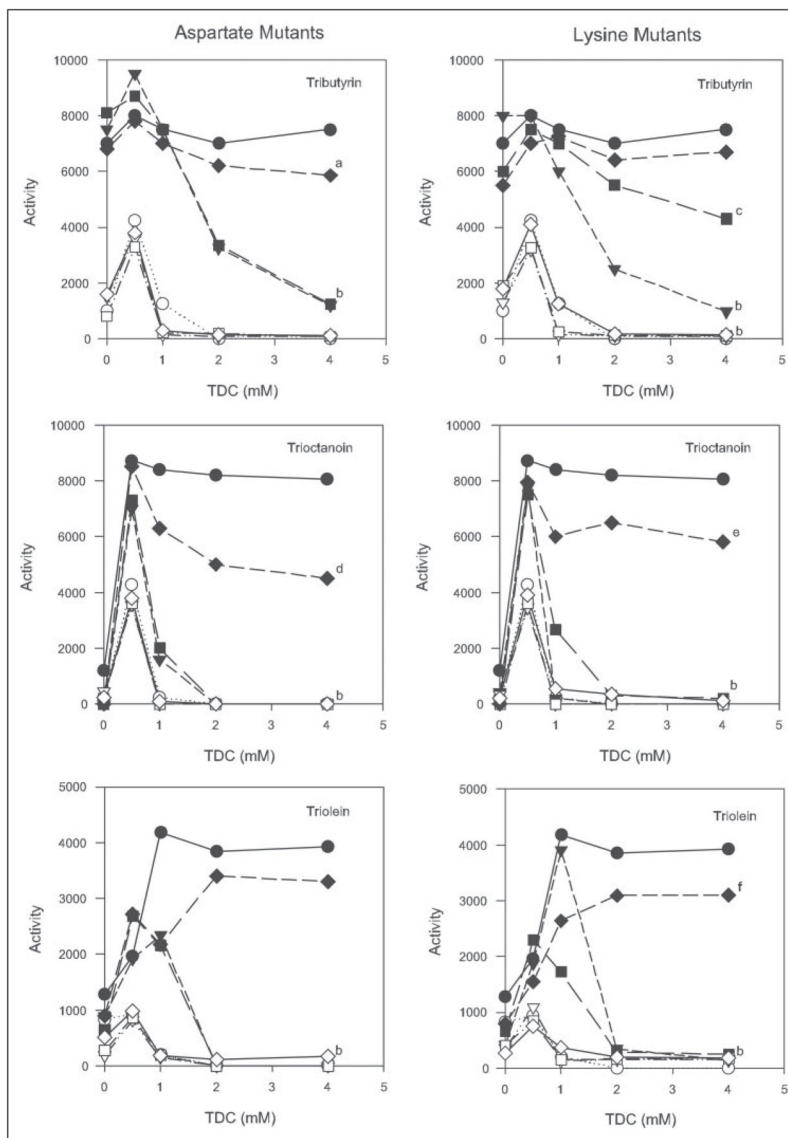 Aspartate Mutants
Lysine Mutants
10000
Tributyrin
8000
6000
4000
2000
0
Activity
a
b
0 1 2 3 4 5
TDC (mM)
10000
Tributyrin
8000
6000
4000
2000
0
Activity
c
b
b
0 1 2 3 4 5
TDC (mM)
10000
Trioctanoin
8000
6000
4000
2000
0
Activity
d
b
0 1 2 3 4 5
TDC (mM)
10000
Trioctanoin
8000
6000
4000
2000
0
Activity
e
b
0 1 2 3 4 5
TDC (mM)
5000
Triolein
4000
3000
2000
1000
0
Activity
b
0 1 2 3 4 5
TDC (mM)
5000
Triolein
4000
3000
2000
1000
0
Activity
f
b
0 1 2 3 4 5
TDC (mM)